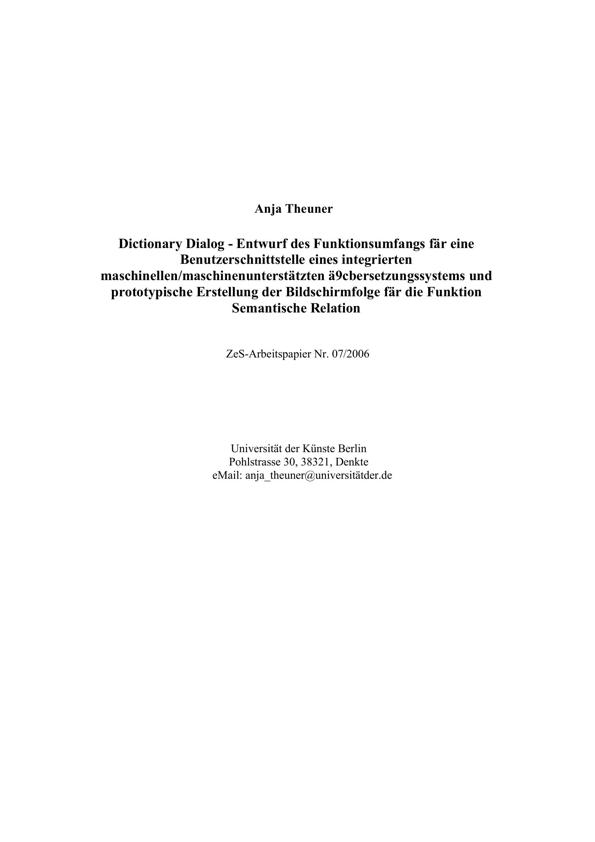 Anja Theuner
Dictionary Dialog - Entwurf des Funktionsumfangs fär eine
Benutzerschnittstelle eines integrierten
maschinellen/maschinenunterstätzten ä9cbersetzungssystems und
prototypische Erstellung der Bildschirmfolge fär die Funktion
Semantische Relation
ZeS-Arbeitspapier Nr. 07/2006
Universität der Künste Berlin
Pohlstrasse 30, 38321, Denkte
eMail: anja_theuner@universitätder.de